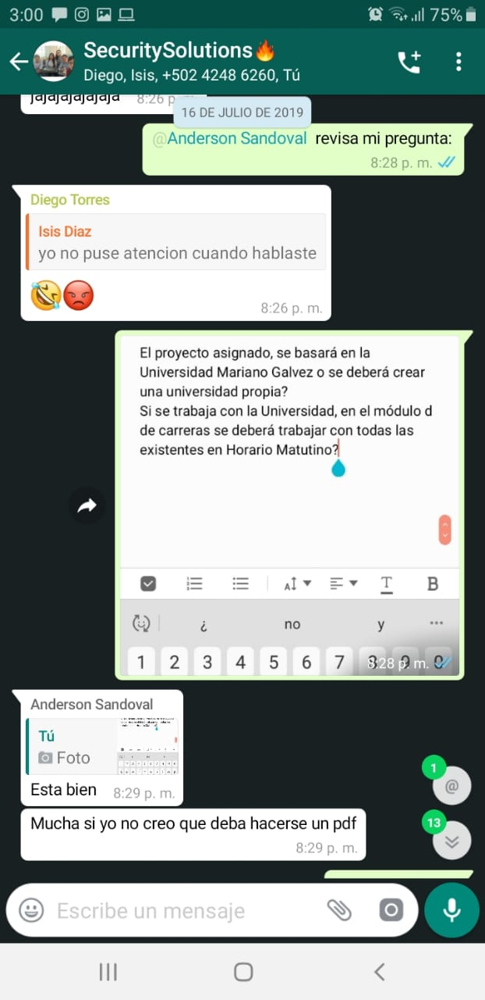 3:00
75%
SecuritySolutions🔥
Diego, Isis, +502 4248 6260, Tú
jajajajajajaja 8:26 p
16 DE JULIO DE 2019
@Anderson Sandoval revisa mi pregunta:
8:28 p. m.
Diego Torres
Isis Diaz
yo no puse atencion cuando hablaste
🤣😡
8:26 p. m.
El proyecto asignado, se basará en la
Universidad Mariano Galvez o se deberá crear
una universidad propia?
Si se trabaja con la Universidad, en el módulo d
de carreras se deberá trabajar con todas las
existentes en Horario Matutino?
A T B
¿ no y ...
1 2 3 4 5 6 7 8 9 0
8:28 p. m.
Anderson Sandoval
Tú
Foto
Esta bien 8:29 p. m.
1
@
Mucha si yo no creo que deba hacerse un pdf
8:29 p. m.
13
Escribe un mensaje